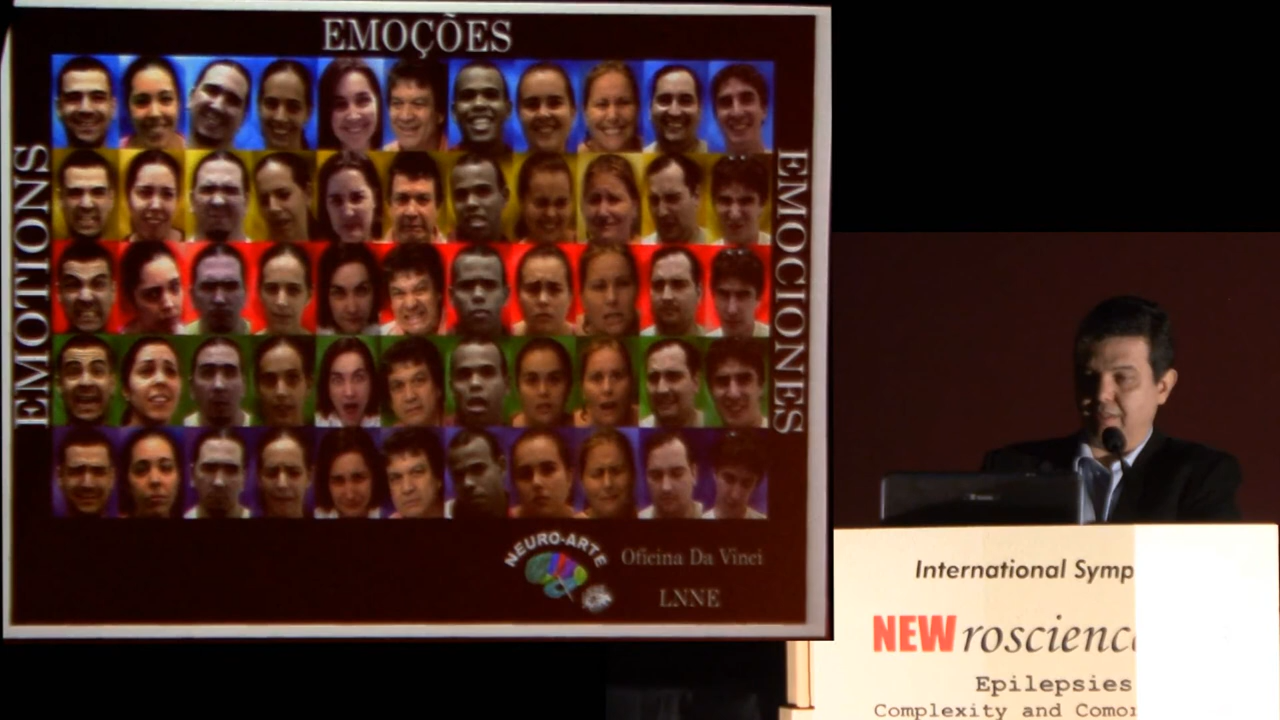 EMOÇÕES
EMOTIONS
EMOCIONES
NEURO-ARTE
Oficina Da Vinci
LNNE
International Symp
NEWroscienc
Epilepsies
Complexity and Comor